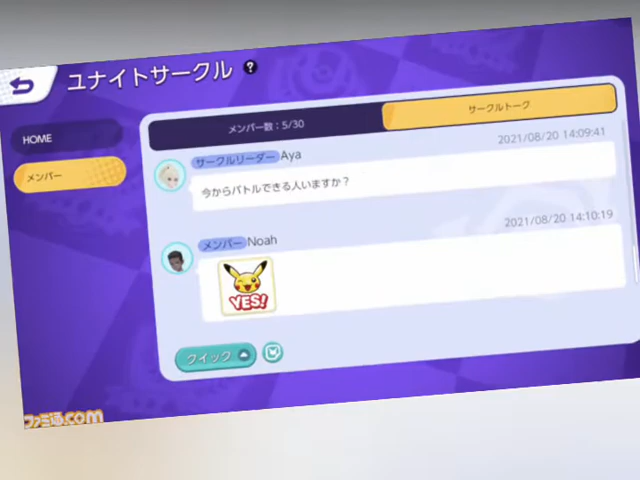 ユナイトサークル ?
HOME
メンバー
メンバー数：5/30
サークルトーク
2021/08/20 14:09:41
サークルリーダー Aya
今からバトルできる人いますか？
2021/08/20 14:10:19
メンバー Noah
YES!
クイック
ファミ通.com